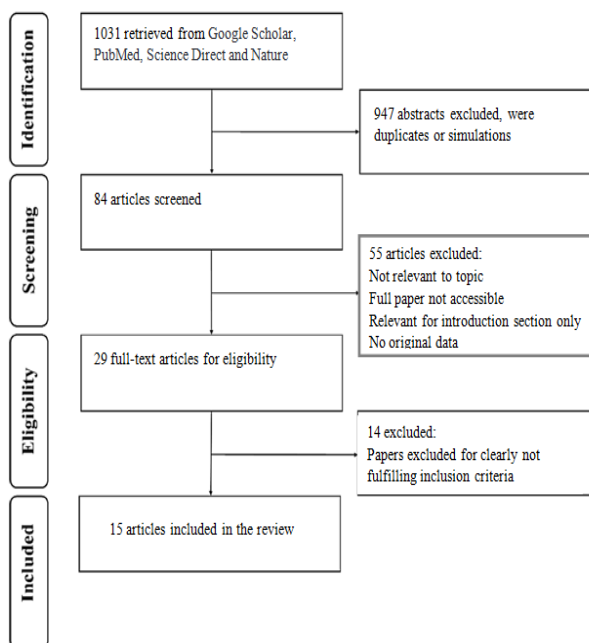 Identification
1031 retrieved from Google Scholar,
PubMed, Science Direct and Nature
947 abstracts excluded, were
duplicates or simulations
Screening
84 articles screened
55 articles excluded:
Not relevant to topic
Full paper not accessible
Relevant for introduction section only
No original data
Eligibility
29 full-text articles for eligibility
14 excluded:
Papers excluded for clearly not
fulfilling inclusion criteria
Included
15 articles included in the review